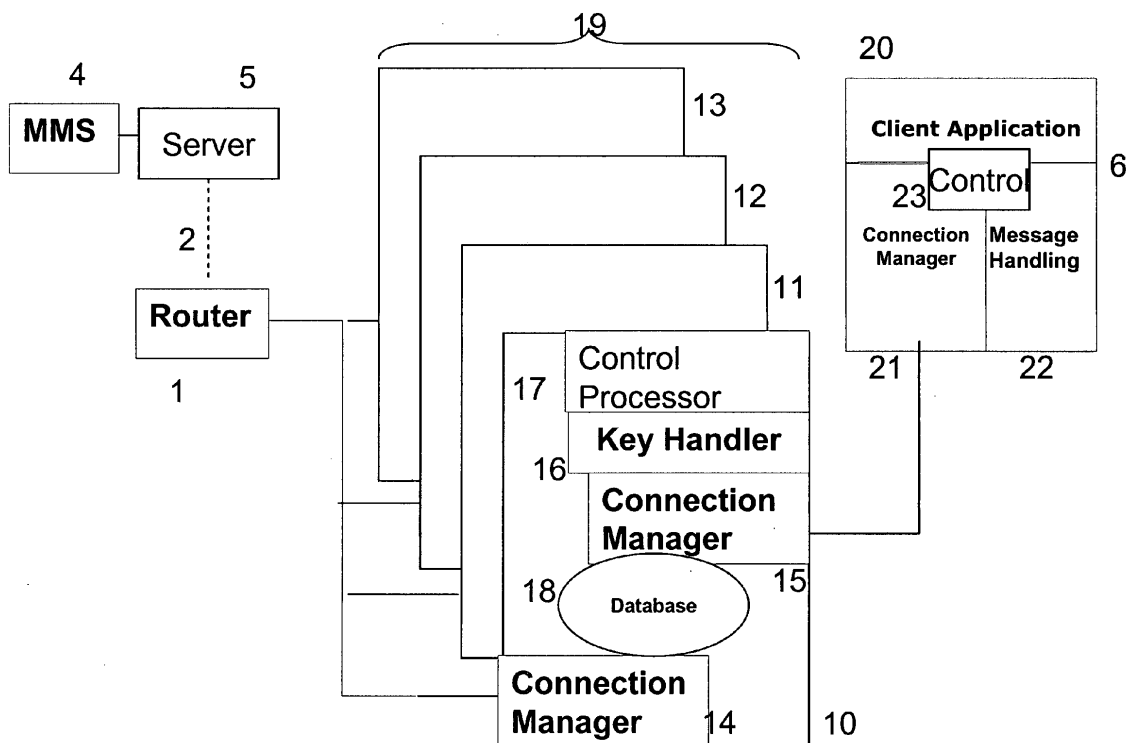 19
4
5
MMS
Server
2
Router
1
13
12
11
Control
Processor
17
Key Handler
16
Connection
Manager
15
18
Database
Connection
Manager
14
10
20
Client Application
6
Control
23
Connection
Manager
Message
Handling
21
22